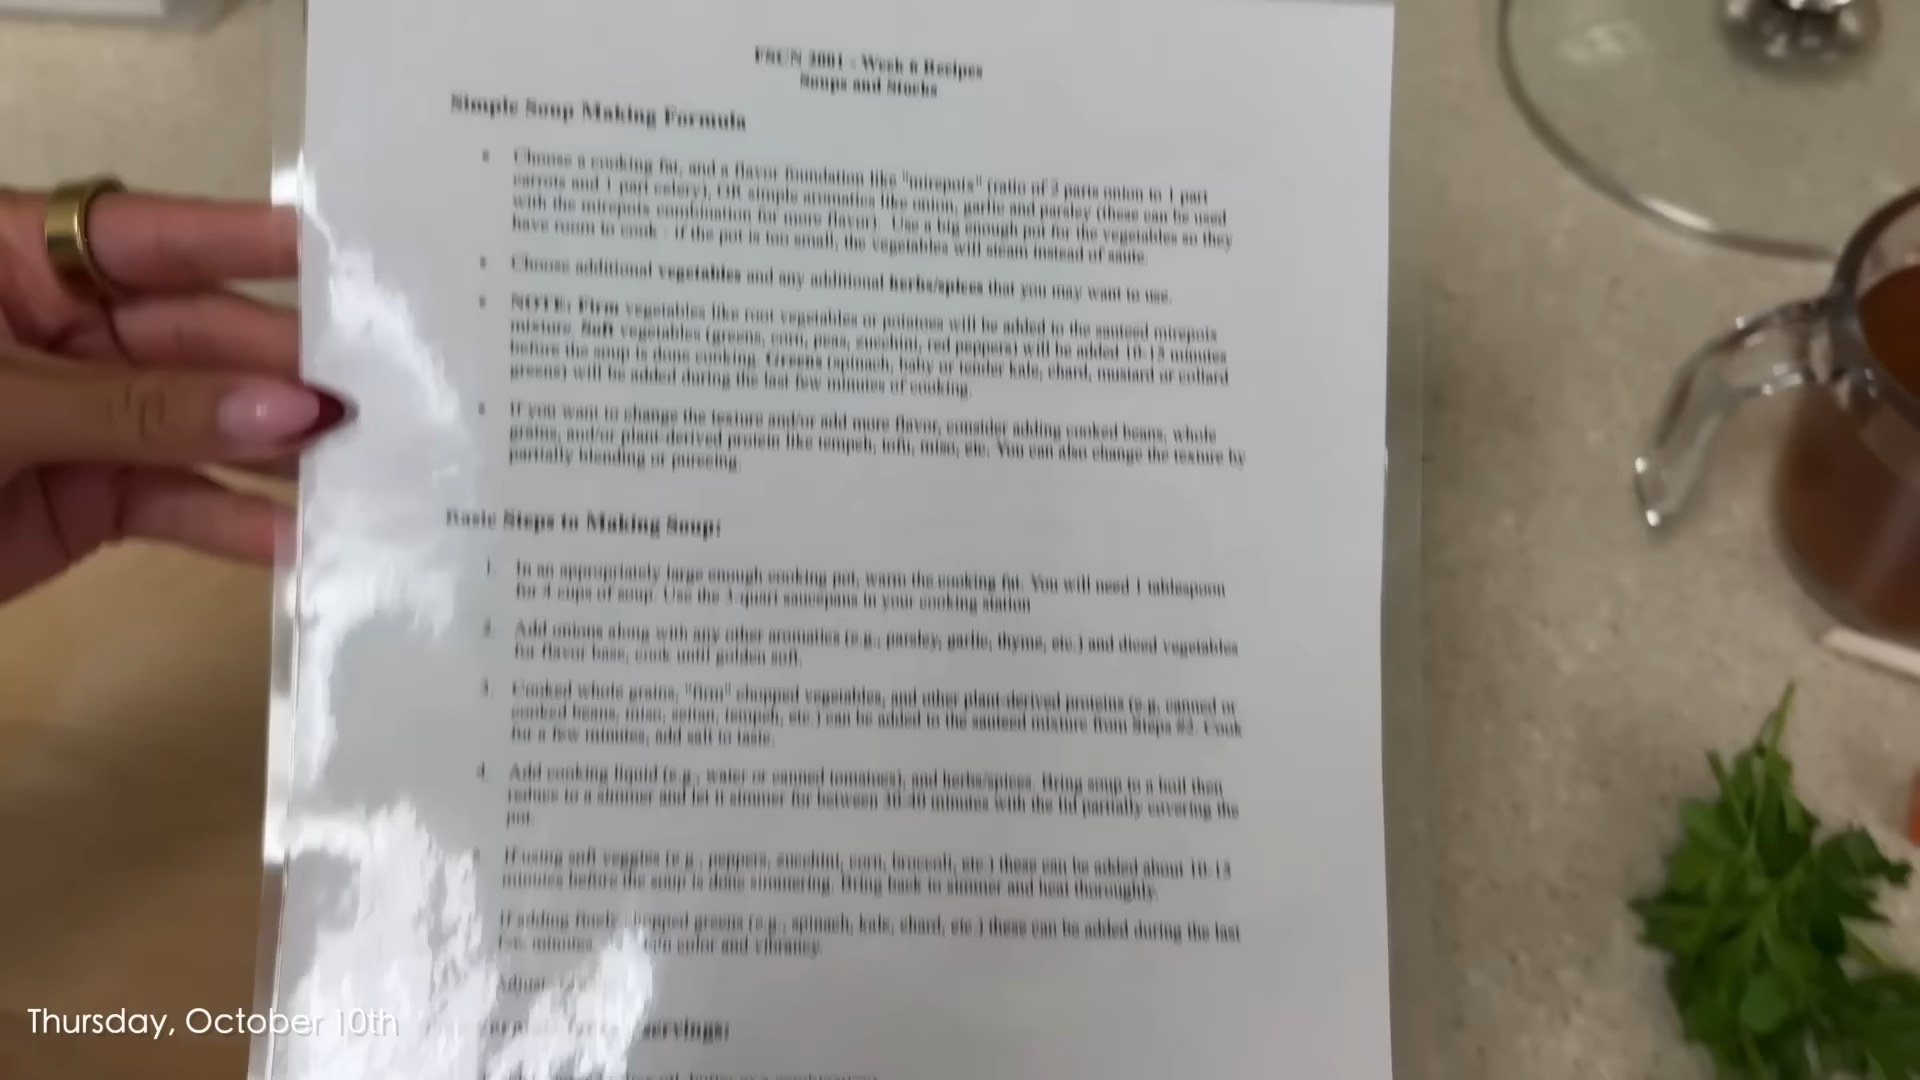 FSCN 2001 - Week 6 Recipes
Soups and Stocks
Simple Soup Making Formula
Choose a cooking fat, and a flavor foundation like "mirepoix" (ratio of 2 parts onion to 1 part
carrots and 1 part celery), OR simple aromatics like onion, garlic and parsley (these can be used
with the mirepoix combination for more flavor). Use a big enough pot for the vegetables so they
have room to cook - if the pot is too small, the vegetables will steam instead of saute.
Choose additional vegetables and any additional herbs/spices that you may want to use.
NOTE: Firm vegetables like root vegetables or potatoes will be added to the sauteed mirepoix
mixture. Soft vegetables (greens, corn, peas, zucchini, red peppers) will be added 10-15 minutes
before the soup is done cooking. Greens (spinach, baby or tender kale, chard, mustard or collard
greens) will be added during the last few minutes of cooking.
If you want to change the texture and/or add more flavor, consider adding cooked beans, whole
grains, and/or plant-derived protein like tempeh, tofu, miso, etc. You can also change the texture by
partially blending or pureeing.
Basic Steps to Making Soup:
1. In an appropriately large enough cooking pot, warm the cooking fat. You will need 1 tablespoon
for 4 cups of soup. Use the 3-quart saucepans in your cooking station
2. Add onions along with any other aromatics (e.g., parsley, garlic, thyme, etc.) and diced vegetables
for flavor base, cook until golden soft.
3. Cooked whole grains, "firm" chopped vegetables, and other plant-derived proteins (e.g. canned or
cooked beans, miso, seitan, tempeh, etc.) can be added to the sauteed mixture from Steps #2. Cook
for a few minutes, add salt to taste.
4. Add cooking liquid (e.g., water or canned tomatoes), and herbs/spices. Bring soup to a boil then
reduce to a simmer and let it simmer for between 30-40 minutes with the lid partially covering the
pot.
If using soft veggies (e.g., peppers, zucchini, corn, broccoli, etc.) these can be added about 10-15
minutes before the soup is done simmering. Bring back to simmer and heat thoroughly.
If adding finely chopped greens (e.g., spinach, kale, chard, etc.) these can be added during the last
few minutes color and vibrancy.
Adjust
servings:
Thursday, October 10th